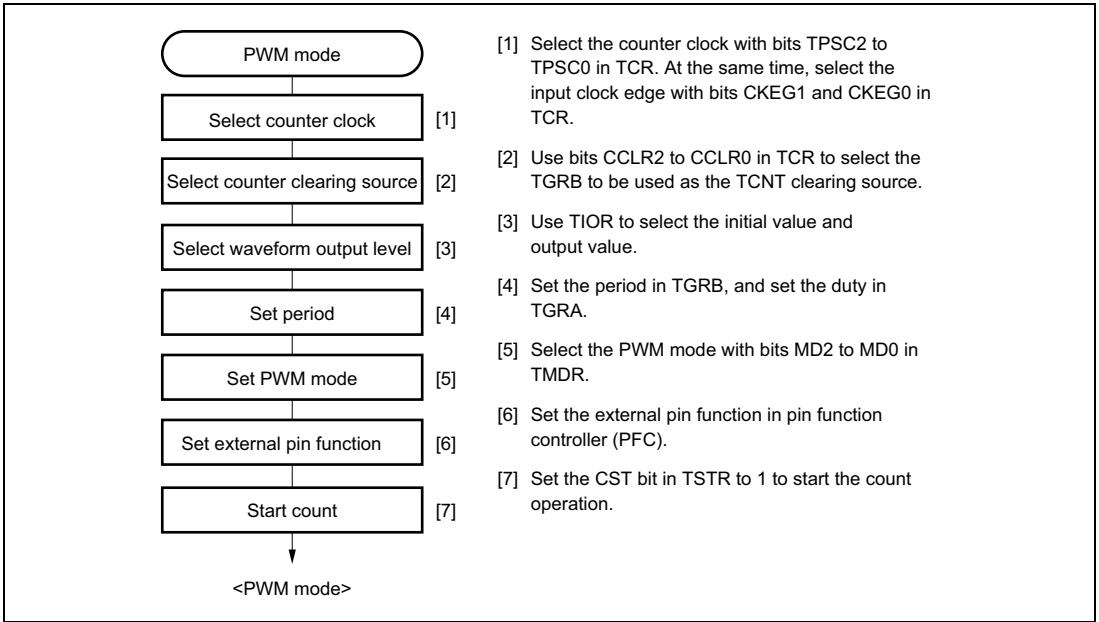 PWM mode
Select counter clock [1]
Select counter clearing source [2]
Select waveform output level [3]
Set period [4]
Set PWM mode [5]
Set external pin function [6]
Start count [7]
<PWM mode>
[1] Select the counter clock with bits TPSC2 to
TPSC0 in TCR. At the same time, select the
input clock edge with bits CKEG1 and CKEG0 in
TCR.
[2] Use bits CCLR2 to CCLR0 in TCR to select the
TGRB to be used as the TCNT clearing source.
[3] Use TIOR to select the initial value and
output value.
[4] Set the period in TGRB, and set the duty in
TGRA.
[5] Select the PWM mode with bits MD2 to MD0 in
TMDR.
[6] Set the external pin function in pin function
controller (PFC).
[7] Set the CST bit in TSTR to 1 to start the count
operation.